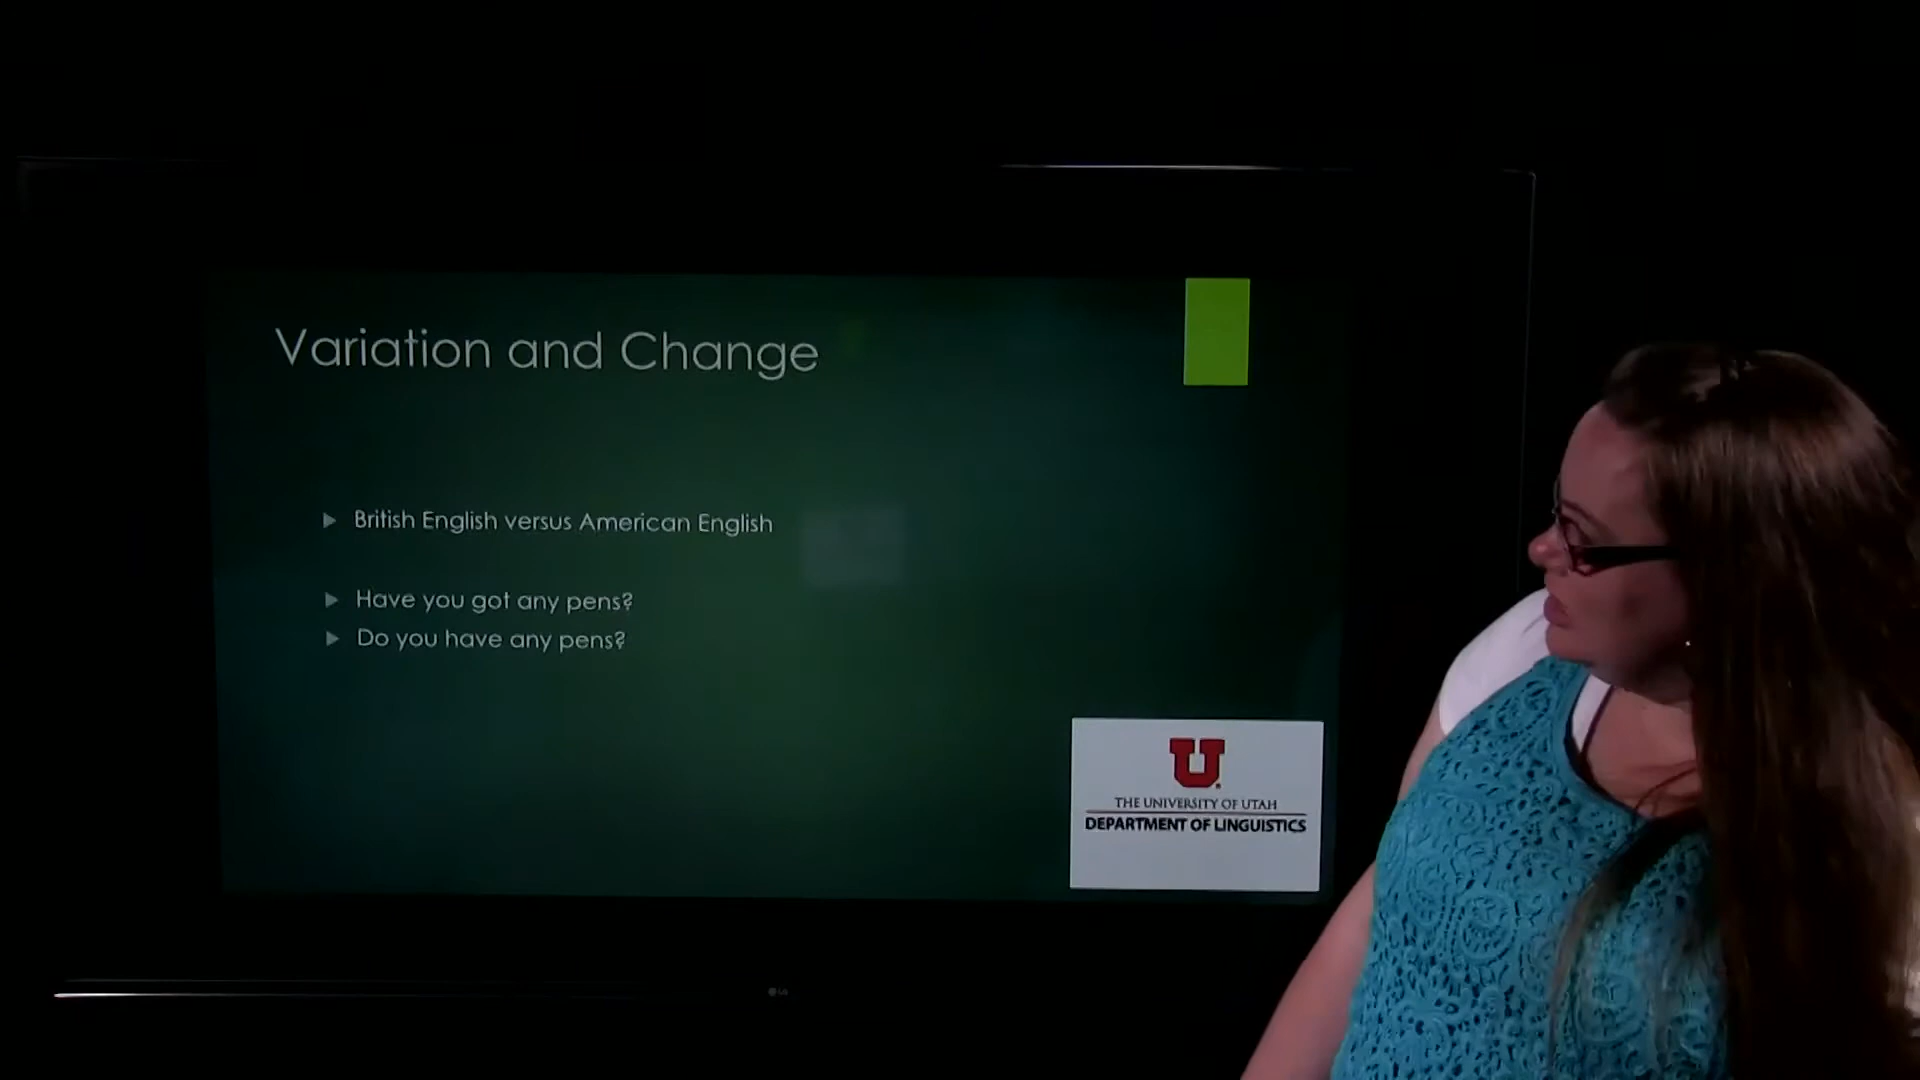 Variation and Change
British English versus American English
Have you got any pens?
Do you have any pens?
U
THE UNIVERSITY OF UTAH
DEPARTMENT OF LINGUISTICS
LG